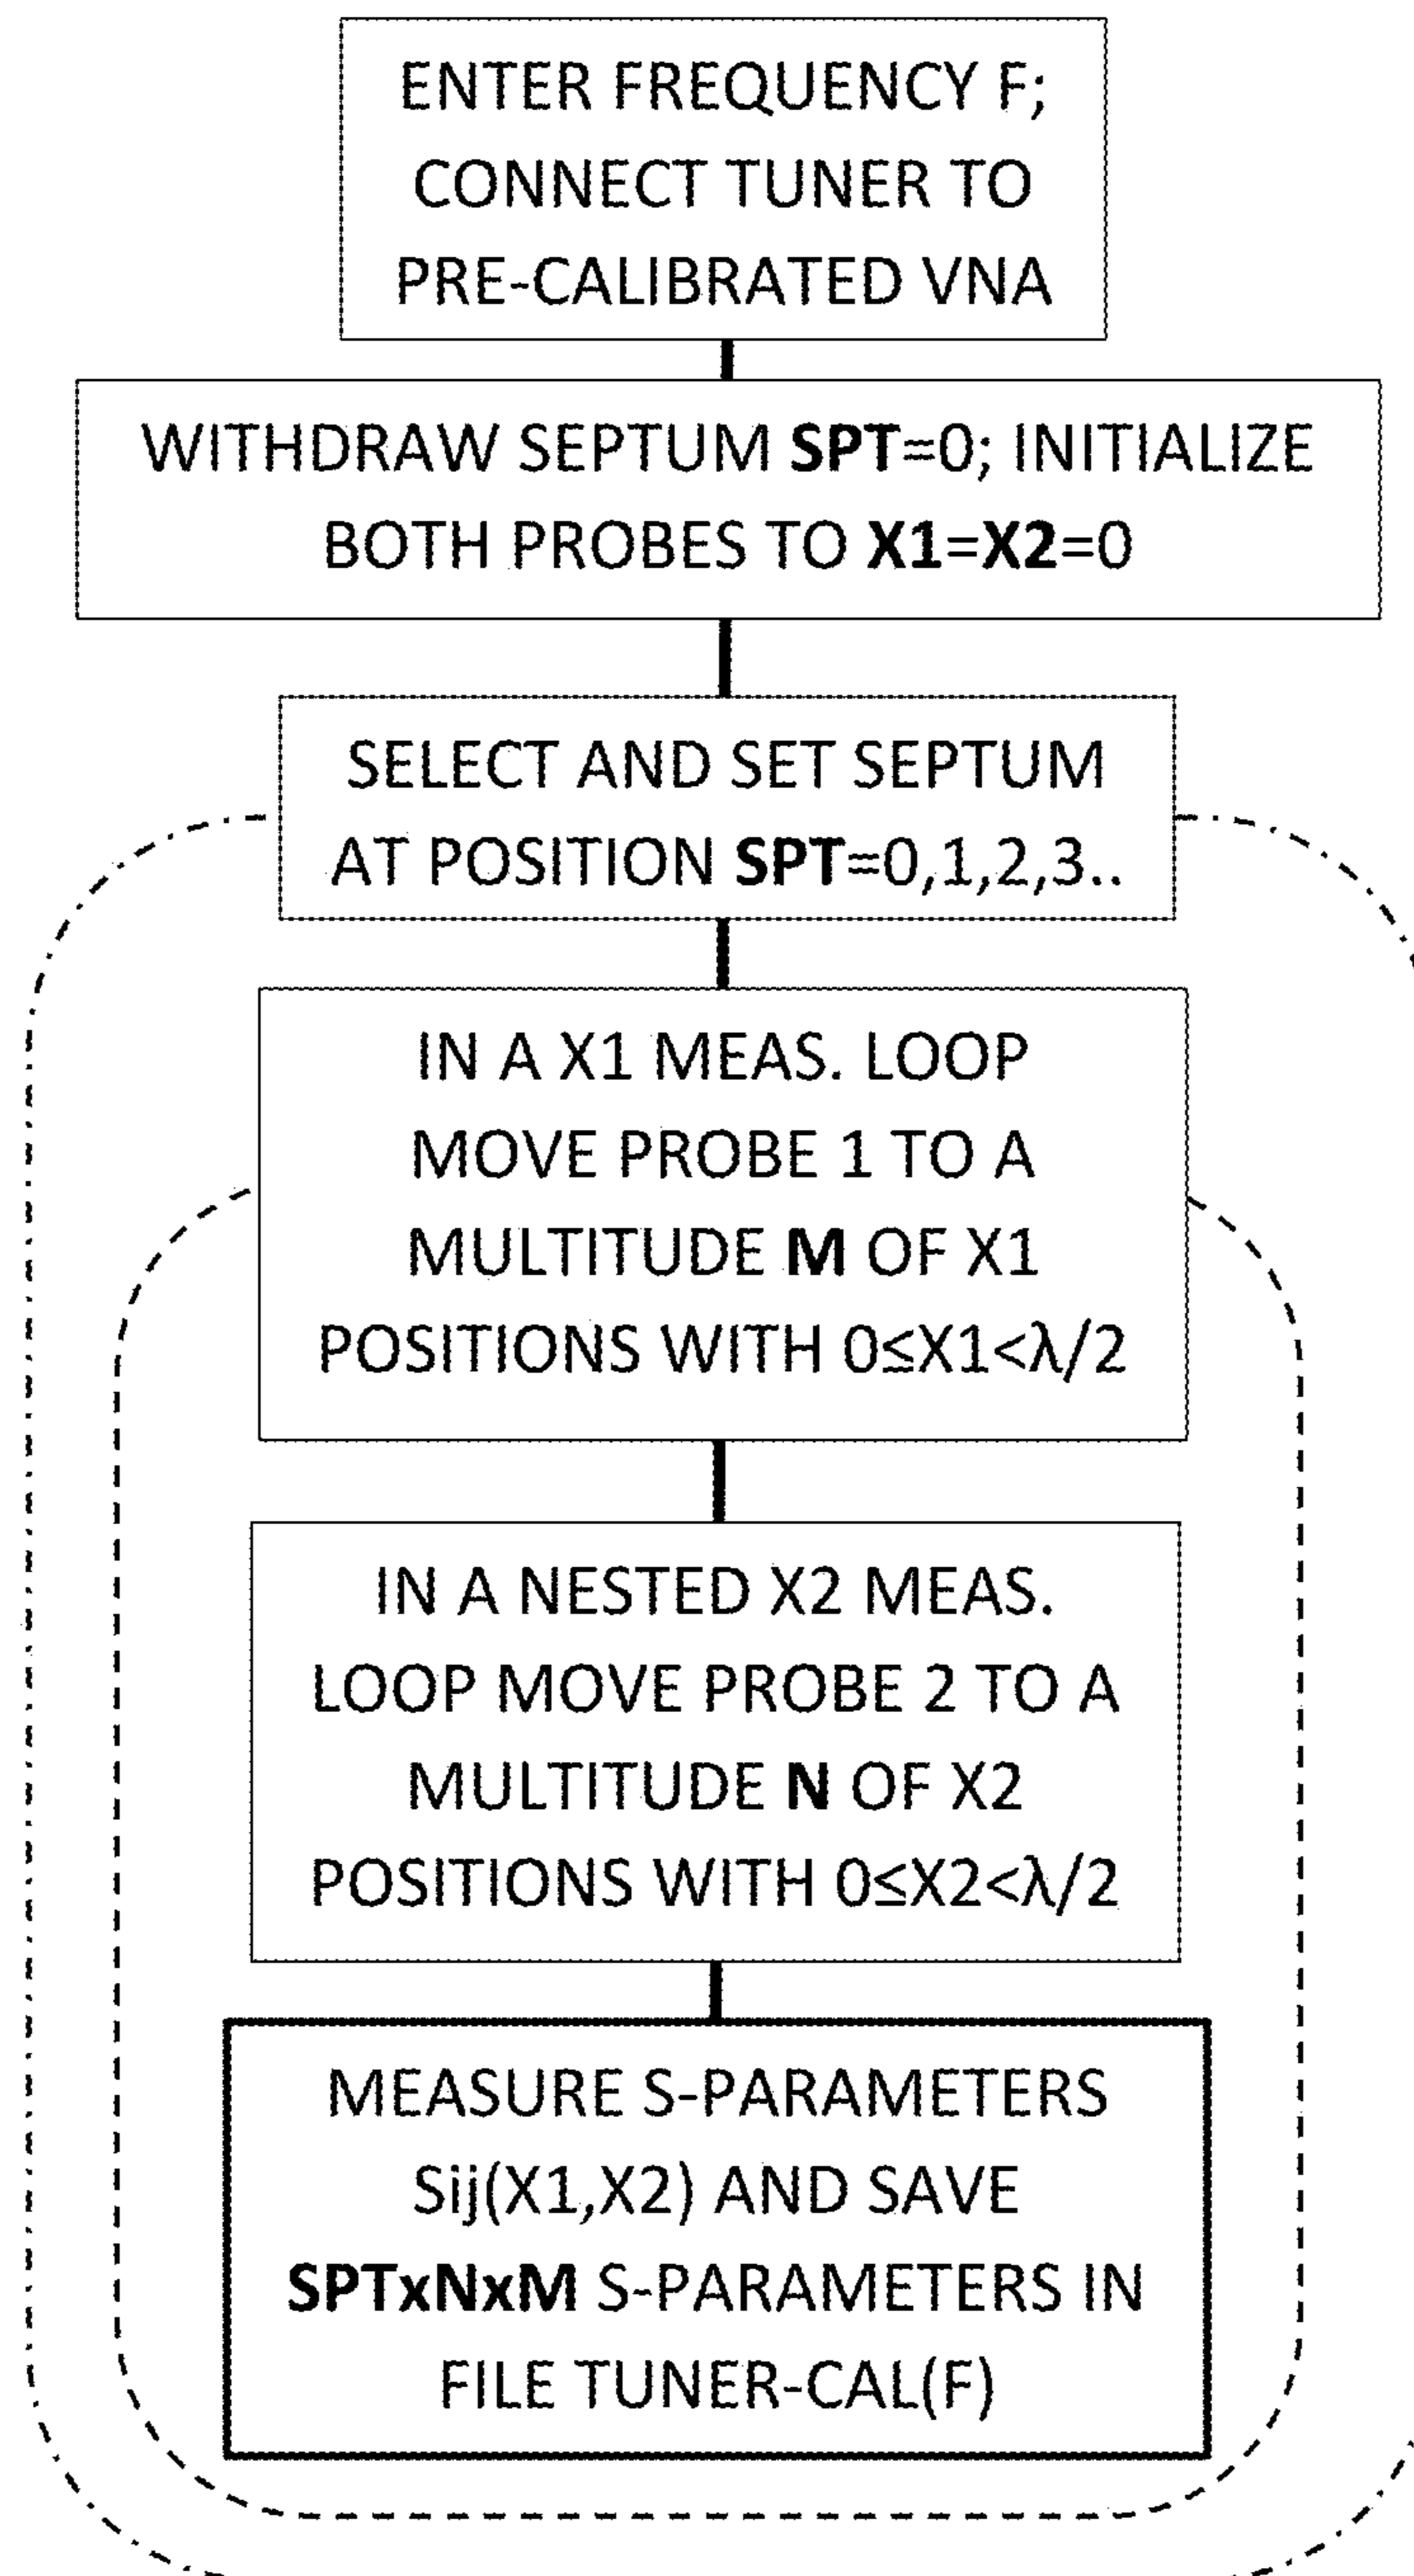 ENTER FREQUENCY F;
CONNECT TUNER TO
PRE-CALIBRATED VNA
WITHDRAW SEPTUM SPT=0; INITIALIZE
BOTH PROBES TO X1=X2=0
SELECT AND SET SEPTUM
AT POSITION SPT=0,1,2,3..
IN A X1 MEAS. LOOP
MOVE PROBE 1 TO A
MULTITUDE M OF X1
POSITIONS WITH 0≤X1<λ/2
IN A NESTED X2 MEAS.
LOOP MOVE PROBE 2 TO A
MULTITUDE N OF X2
POSITIONS WITH 0≤X2<λ/2
MEASURE S-PARAMETERS
Sij(X1,X2) AND SAVE
SPTxNxM S-PARAMETERS IN
FILE TUNER-CAL(F)